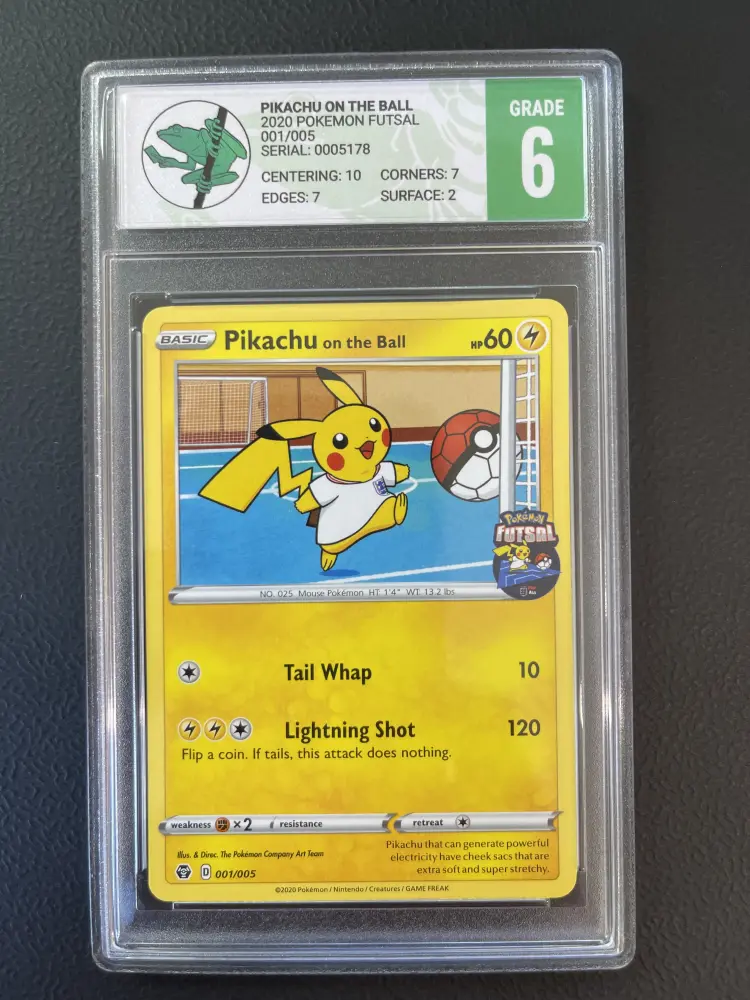 PIKACHU ON THE BALL
2020 POKEMON FUTSAL
001/005
SERIAL: 0005178
CENTERING: 10 CORNERS: 7
EDGES: 7 SURFACE: 2
GRADE
6
BASIC Pikachu on the Ball HP60
Pokémon
FUTSAL
NO. 025 Mouse Pokémon HT 1'4" WT 13.2 lbs
Tail Whap 10
Lightning Shot 120
Flip a coin. If tails, this attack does nothing.
weakness ×2 resistance retreat
Illus. & Direc. The Pokémon Company Art Team
D 001/005
Pikachu that can generate powerful
electricity have cheek sacs that are
extra soft and super stretchy.
©2020 Pokémon / Nintendo / Creatures / GAME FREAK